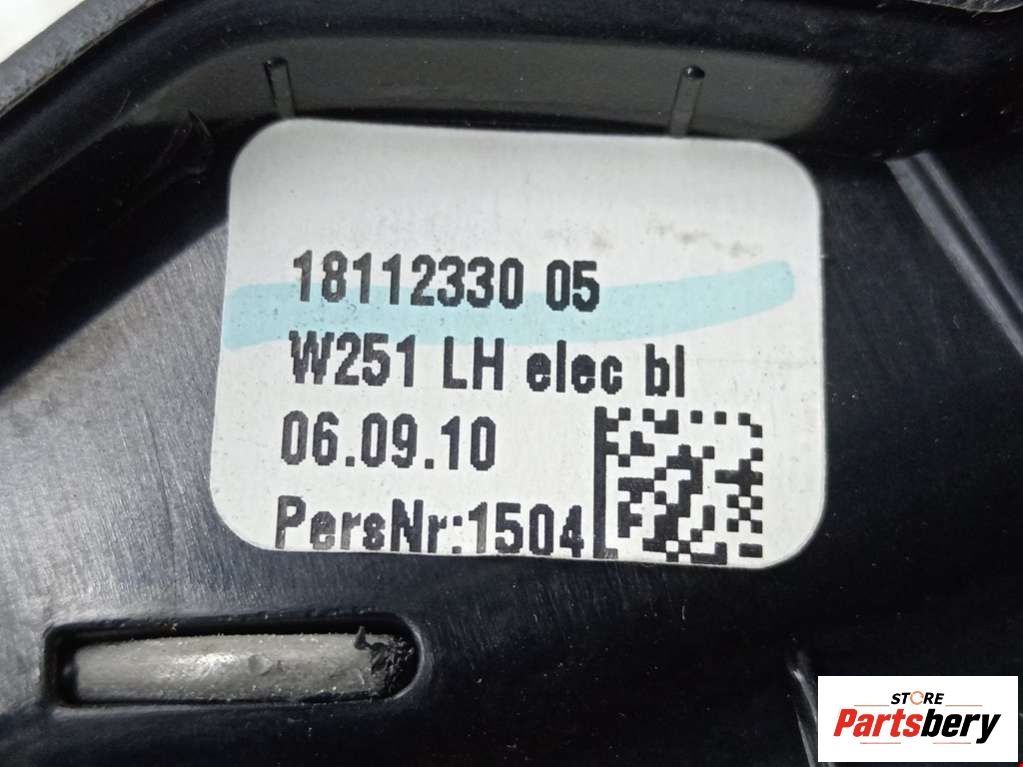 18112330 05
W251 LH elec bl
06.09.10
PersNr:1504
STORE
Partsbery